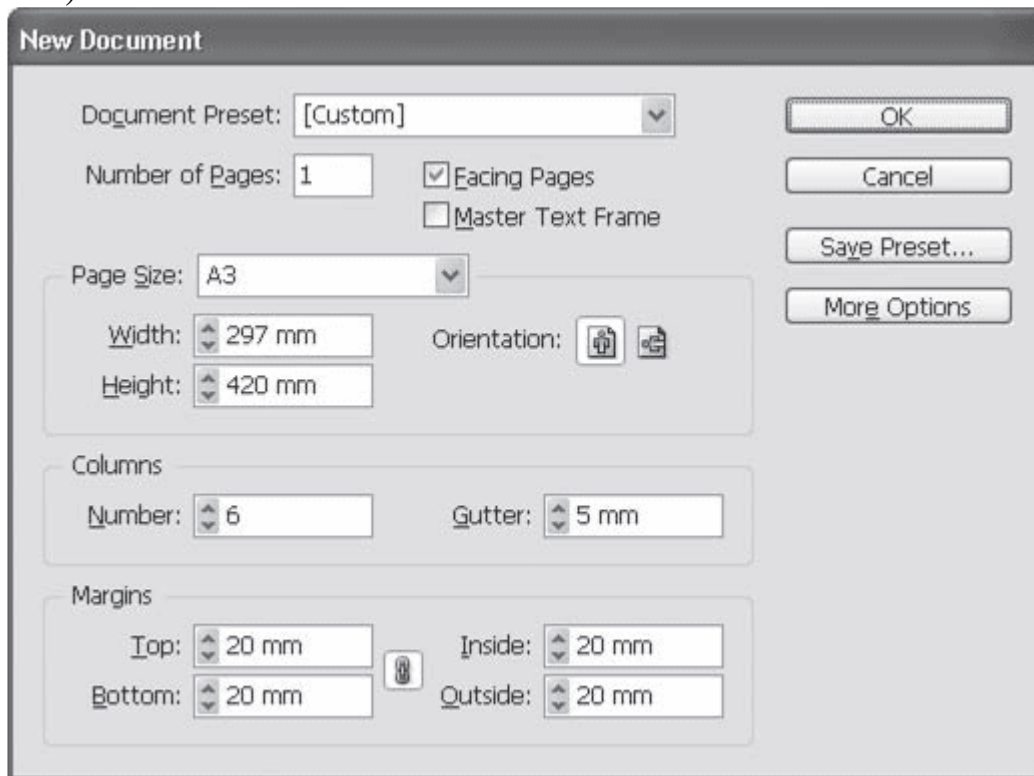 )
New Document
Document Preset: [Custom]
Number of Pages: 1
Facing Pages
Master Text Frame
OK
Cancel
Save Preset...
More Options
Page Size: A3
Width: 297 mm
Orientation:
Height: 420 mm
Columns
Number: 6 Gutter: 5 mm
Margins
Top: 20 mm Inside: 20 mm
Bottom: 20 mm Outside: 20 mm